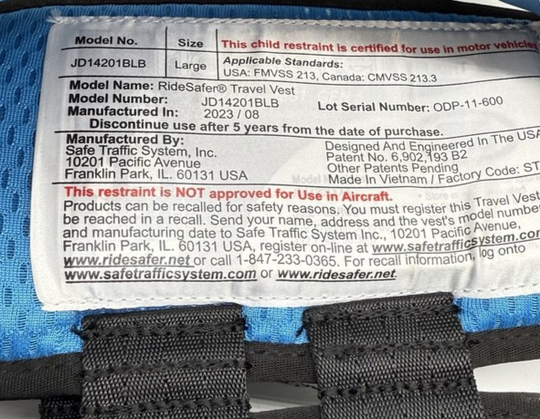 Model No. Size This child restraint is certified for use in motor vehicles
JD14201BLB Large Applicable Standards:
USA: FMVSS 213, Canada: CMVSS 213.3
Model Name: RideSafer® Travel Vest
Model Number: JD14201BLB Lot Serial Number: ODP-11-600
Manufactured In: 2023 / 08
Discontinue use after 5 years from the date of purchase.
Manufactured By: Designed And Engineered In The USA
Safe Traffic System, Inc. Patent No. 6,902,193 B2
10201 Pacific Avenue Other Patents Pending
Franklin Park, IL. 60131 USA Made In Vietnam / Factory Code: ST
This restraint is NOT approved for Use in Aircraft.
Products can be recalled for safety reasons. You must register this Travel Vest
be reached in a recall. Send your name, address and the vest's model number
and manufacturing date to Safe Traffic System Inc., 10201 Pacific Avenue,
Franklin Park, IL. 60131 USA, register on-line at www.safetrafficsystem.com
www.ridesafer.net or call 1-847-233-0365. For recall information, log onto
www.safetrafficsystem.com or www.ridesafer.net.